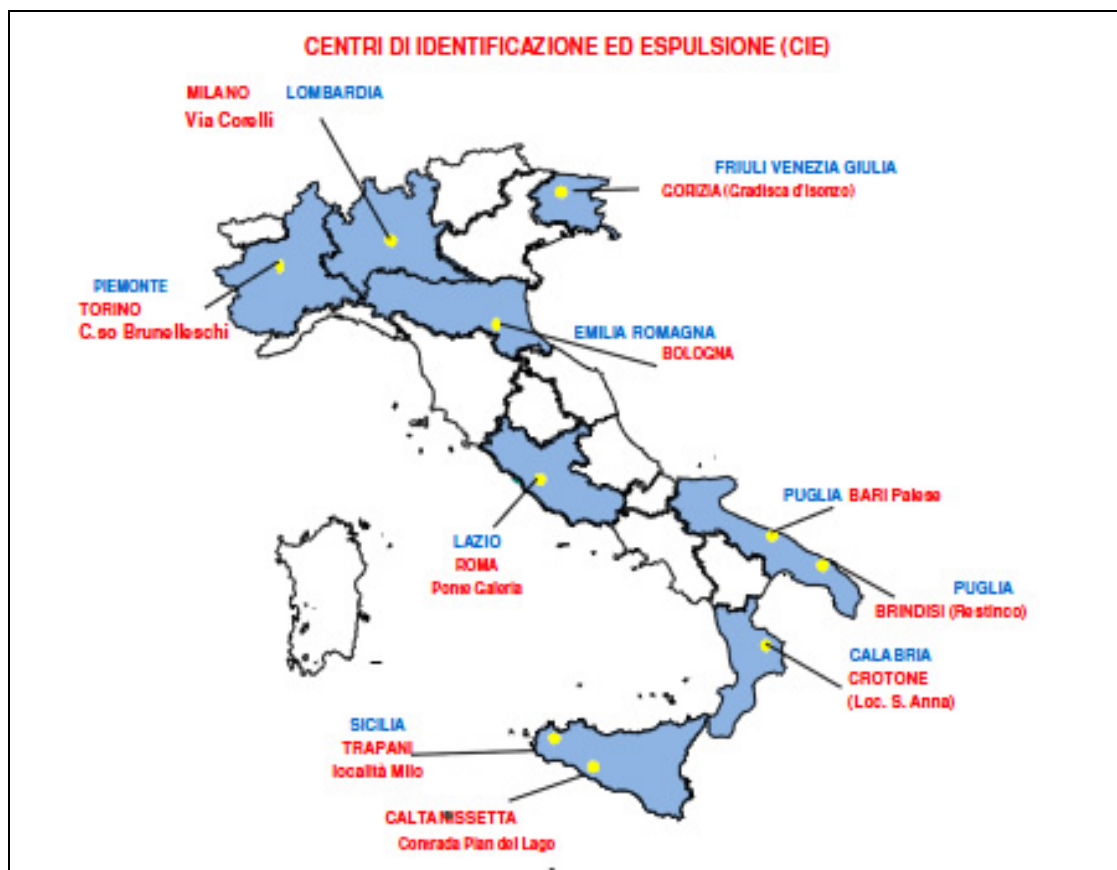 CENTRI DI IDENTIFICAZIONE ED ESPULSIONE (CIE)
MILANO LOMBARDIA
Via Corelli
FRIULI VENEZIA GIULIA
GORIZIA (Gradisca d'Isonzo)
PIEMONTE
TORINO
C.so Brunelleschi
EMILIA ROMAGNA
BOLOGNA
PUGLIA BARI Palese
LAZIO
ROMA
Ponte Galeria
PUGLIA
BRINDISI (Restinco)
CALABRIA
CROTONE
(Loc. S. Anna)
SICILIA
TRAPANI
località Milo
CALTANISSETTA
Contrada Pian del Lago